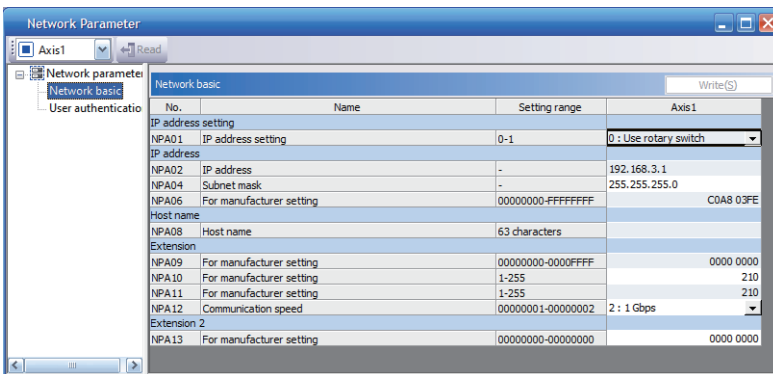 Network Parameter
Axis1 Read
Network parameter
Network basic
User authenticatio
Network basic Write(S)
No. Name Setting range Axis1
IP address setting
NPA01 IP address setting 0-1 0 : Use rotary switch
IP address
NPA02 IP address - 192.168.3.1
NPA04 Subnet mask - 255.255.255.0
NPA06 For manufacturer setting 00000000-FFFFFFFF C0A8 03FE
Host name
NPA08 Host name 63 characters
Extension
NPA09 For manufacturer setting 00000000-0000FFFF 0000 0000
NPA10 For manufacturer setting 1-255 210
NPA11 For manufacturer setting 1-255 210
NPA12 Communication speed 00000001-00000002 2 : 1 Gbps
Extension 2
NPA13 For manufacturer setting 00000000-00000000 0000 0000